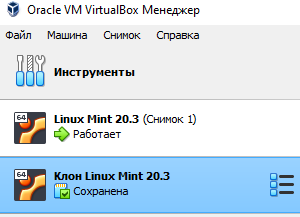 Oracle VM VirtualBox Менеджер
Файл Машина Снимок Справка
Инструменты
64 Linux Mint 20.3 (Снимок 1)
Работает
64 Клон Linux Mint 20.3
Сохранена